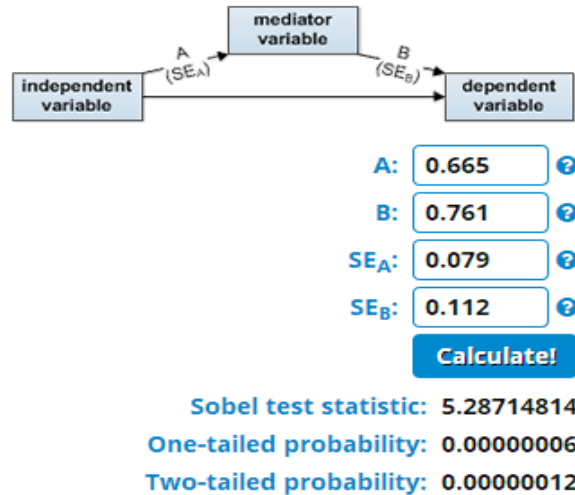 mediator
variable
A
(SEA)
B
(SEB)
independent
variable
dependent
variable
A: 0.665 ?
B: 0.761 ?
SEA: 0.079 ?
SEB: 0.112 ?
Calculate!
Sobel test statistic: 5.28714814
One-tailed probability: 0.00000006
Two-tailed probability: 0.00000012